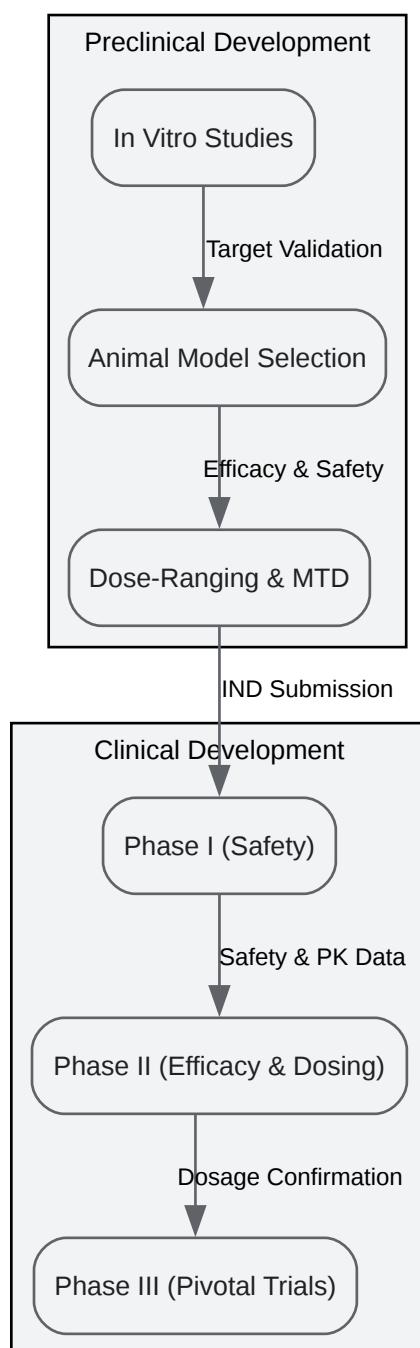 Preclinical Development
In Vitro Studies
Target Validation
Animal Model Selection
Efficacy & Safety
Dose-Ranging & MTD
IND Submission
Clinical Development
Phase I (Safety)
Safety & PK Data
Phase II (Efficacy & Dosing)
Dosage Confirmation
Phase III (Pivotal Trials)